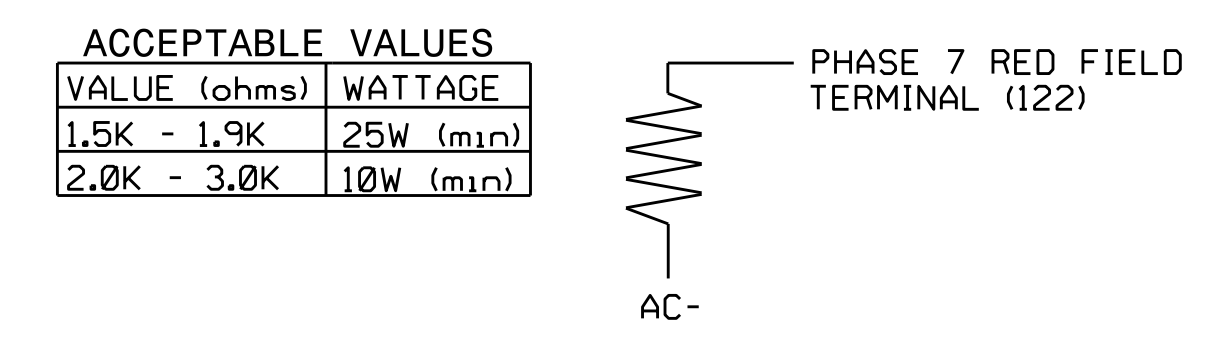 ACCEPTABLE VALUES
VALUE (ohms) WATTAGE
1.5K - 1.9K 25W (min)
2.0K - 3.0K 10W (min)
PHASE 7 RED FIELD
TERMINAL (122)
AC-